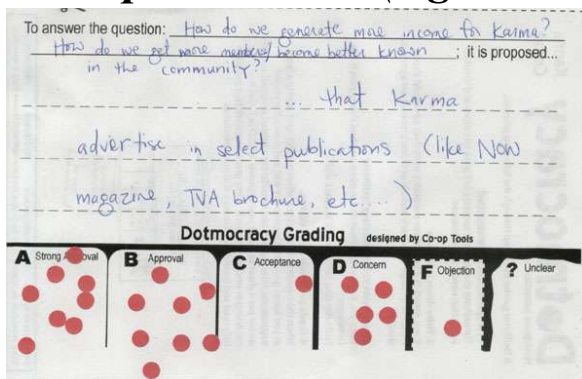 To answer the question: How do we generate more income for Karma?
How do we get more members/become better known ; it is proposed...
in the community?
... that Karma
advertise in select publications (like Now
magazine, TVA brochure, etc....)
Dotmocracy Grading designed by Co-op Tools
A Strong Approval B Approval C Acceptance D Concern F Objection ? Unclear